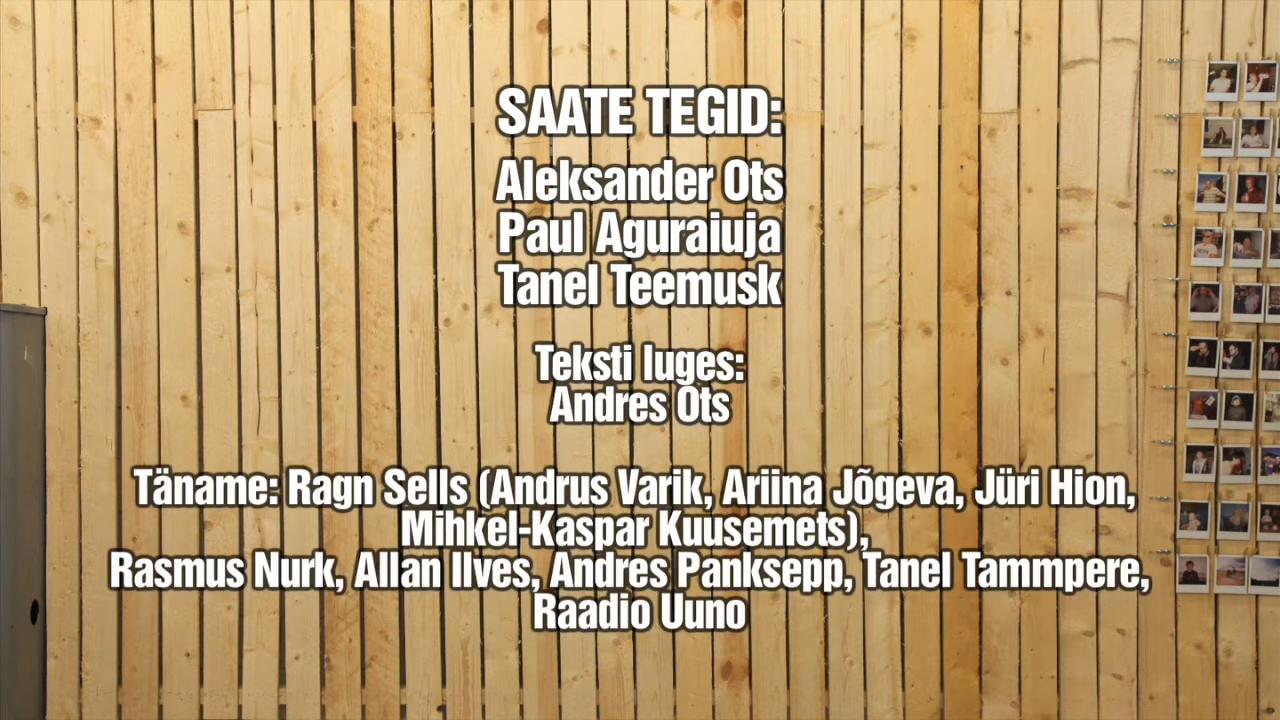 SAATE TEGID:
Aleksander Ots
Paul Aguraiuja
Tanel Teemusk
Teksti luges:
Andres Ots
Täname: Ragn Sells (Andrus Varik, Ariina Jõgeva, Jüri Hion,
Mihkel-Kaspar Kuusemets),
Rasmus Nurk, Allan Ilves, Andres Panksepp, Tanel Tammpere,
Raadio Uuno